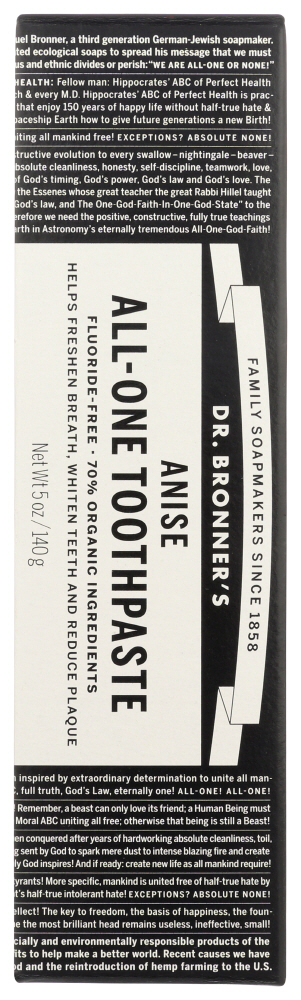 uel Bronner, a third generation German-Jewish soapmaker.
ted ecological soaps to spread his message that we must
us and ethnic divides or perish:"WE ARE ALL-ONE OR NONE!"
HEALTH: Fellow man: Hippocrates' ABC of Perfect Health
h & every M.D. Hippocrates' ABC of Perfect Health is prac-
that enjoy 150 years of happy life without half-true hate &
paceship Earth how to give future generations a new Birth!
iting all mankind free! EXCEPTIONS? ABSOLUTE NONE!
tructive evolution to every swallow – nightingale – beaver –
bsolute cleanliness, honesty, self-discipline, teamwork, love,
f God's timing, God's power, God's law and God's love. The
the Essenes whose great teacher the great Rabbi Hillel taught
God's law, and The One-God-Faith-In-One-God-State" to the
erefore we need the positive, constructive, fully true teachings
rth in Astronomy's eternally tremendous All-One-God-Faith!
FAMILY SOAPMAKERS SINCE 1858
DR. BRONNER'S
ANISE
ALL-ONE TOOTHPASTE
FLUORIDE-FREE · 70% ORGANIC INGREDIENTS
HELPS FRESHEN BREATH, WHITEN TEETH AND REDUCE PLAQUE
Net Wt 5 oz / 140 g
inspired by extraordinary determination to unite all man-
, full truth, God's Law, eternally one! ALL-ONE! ALL-ONE!
Remember, a beast can only love its friend; a Human Being must
Moral ABC uniting all free; otherwise that being is still a Beast!
en conquered after years of hardworking absolute cleanliness, toil,
g sent by God to spark mere dust to intense blazing fire and create
ly God inspires! And if ready: create new life as all mankind require!
yrants! More specific, mankind is united free of half-true hate by
t's half-true intolerant hate! EXCEPTIONS? ABSOLUTE NONE!
ellect! The key to freedom, the basis of happiness, the foun-
e the most brilliant head remains useless, ineffective, small!
cially and environmentally responsible products of the
its to help make a better world. Recent causes we have
d and the reintroduction of hemp farming to the U.S.